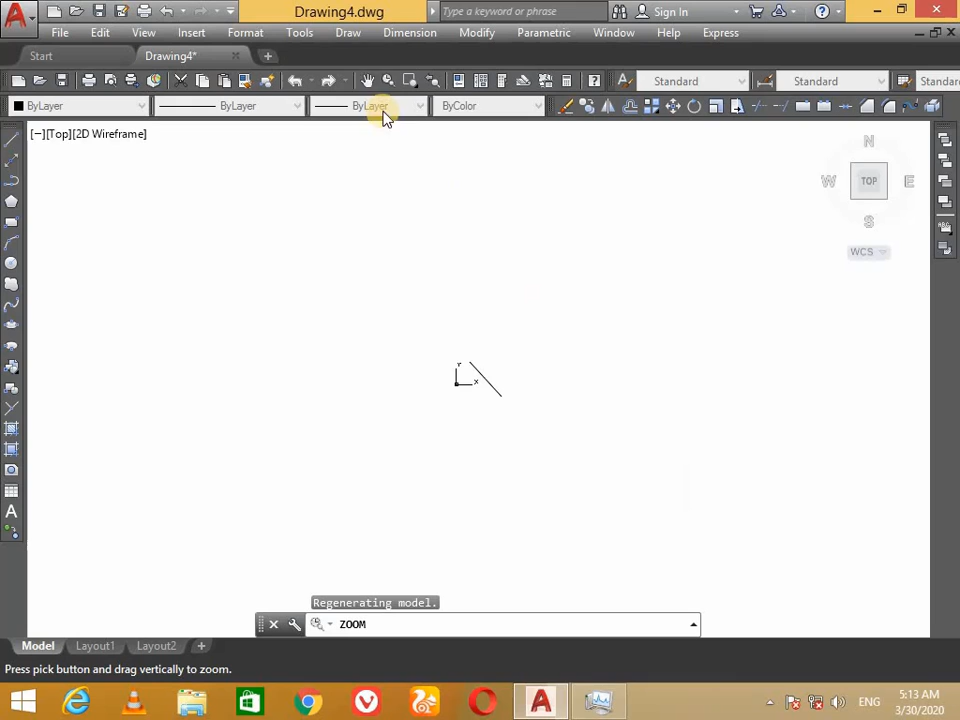 Drawing4.dwg
Type a keyword or phrase
Sign In
File Edit View Insert Format Tools Draw Dimension Modify Parametric Window Help Express
Start
Drawing4*
Standard
Standard
Standard
ByLayer
ByLayer
ByLayer
ByColor
[−][Top][2D Wireframe]
N
W
TOP
E
S
WCS
Y
X
Regenerating model.
ZOOM
Model Layout1 Layout2
Press pick button and drag vertically to zoom.
ENG
5:13 AM
3/30/2020